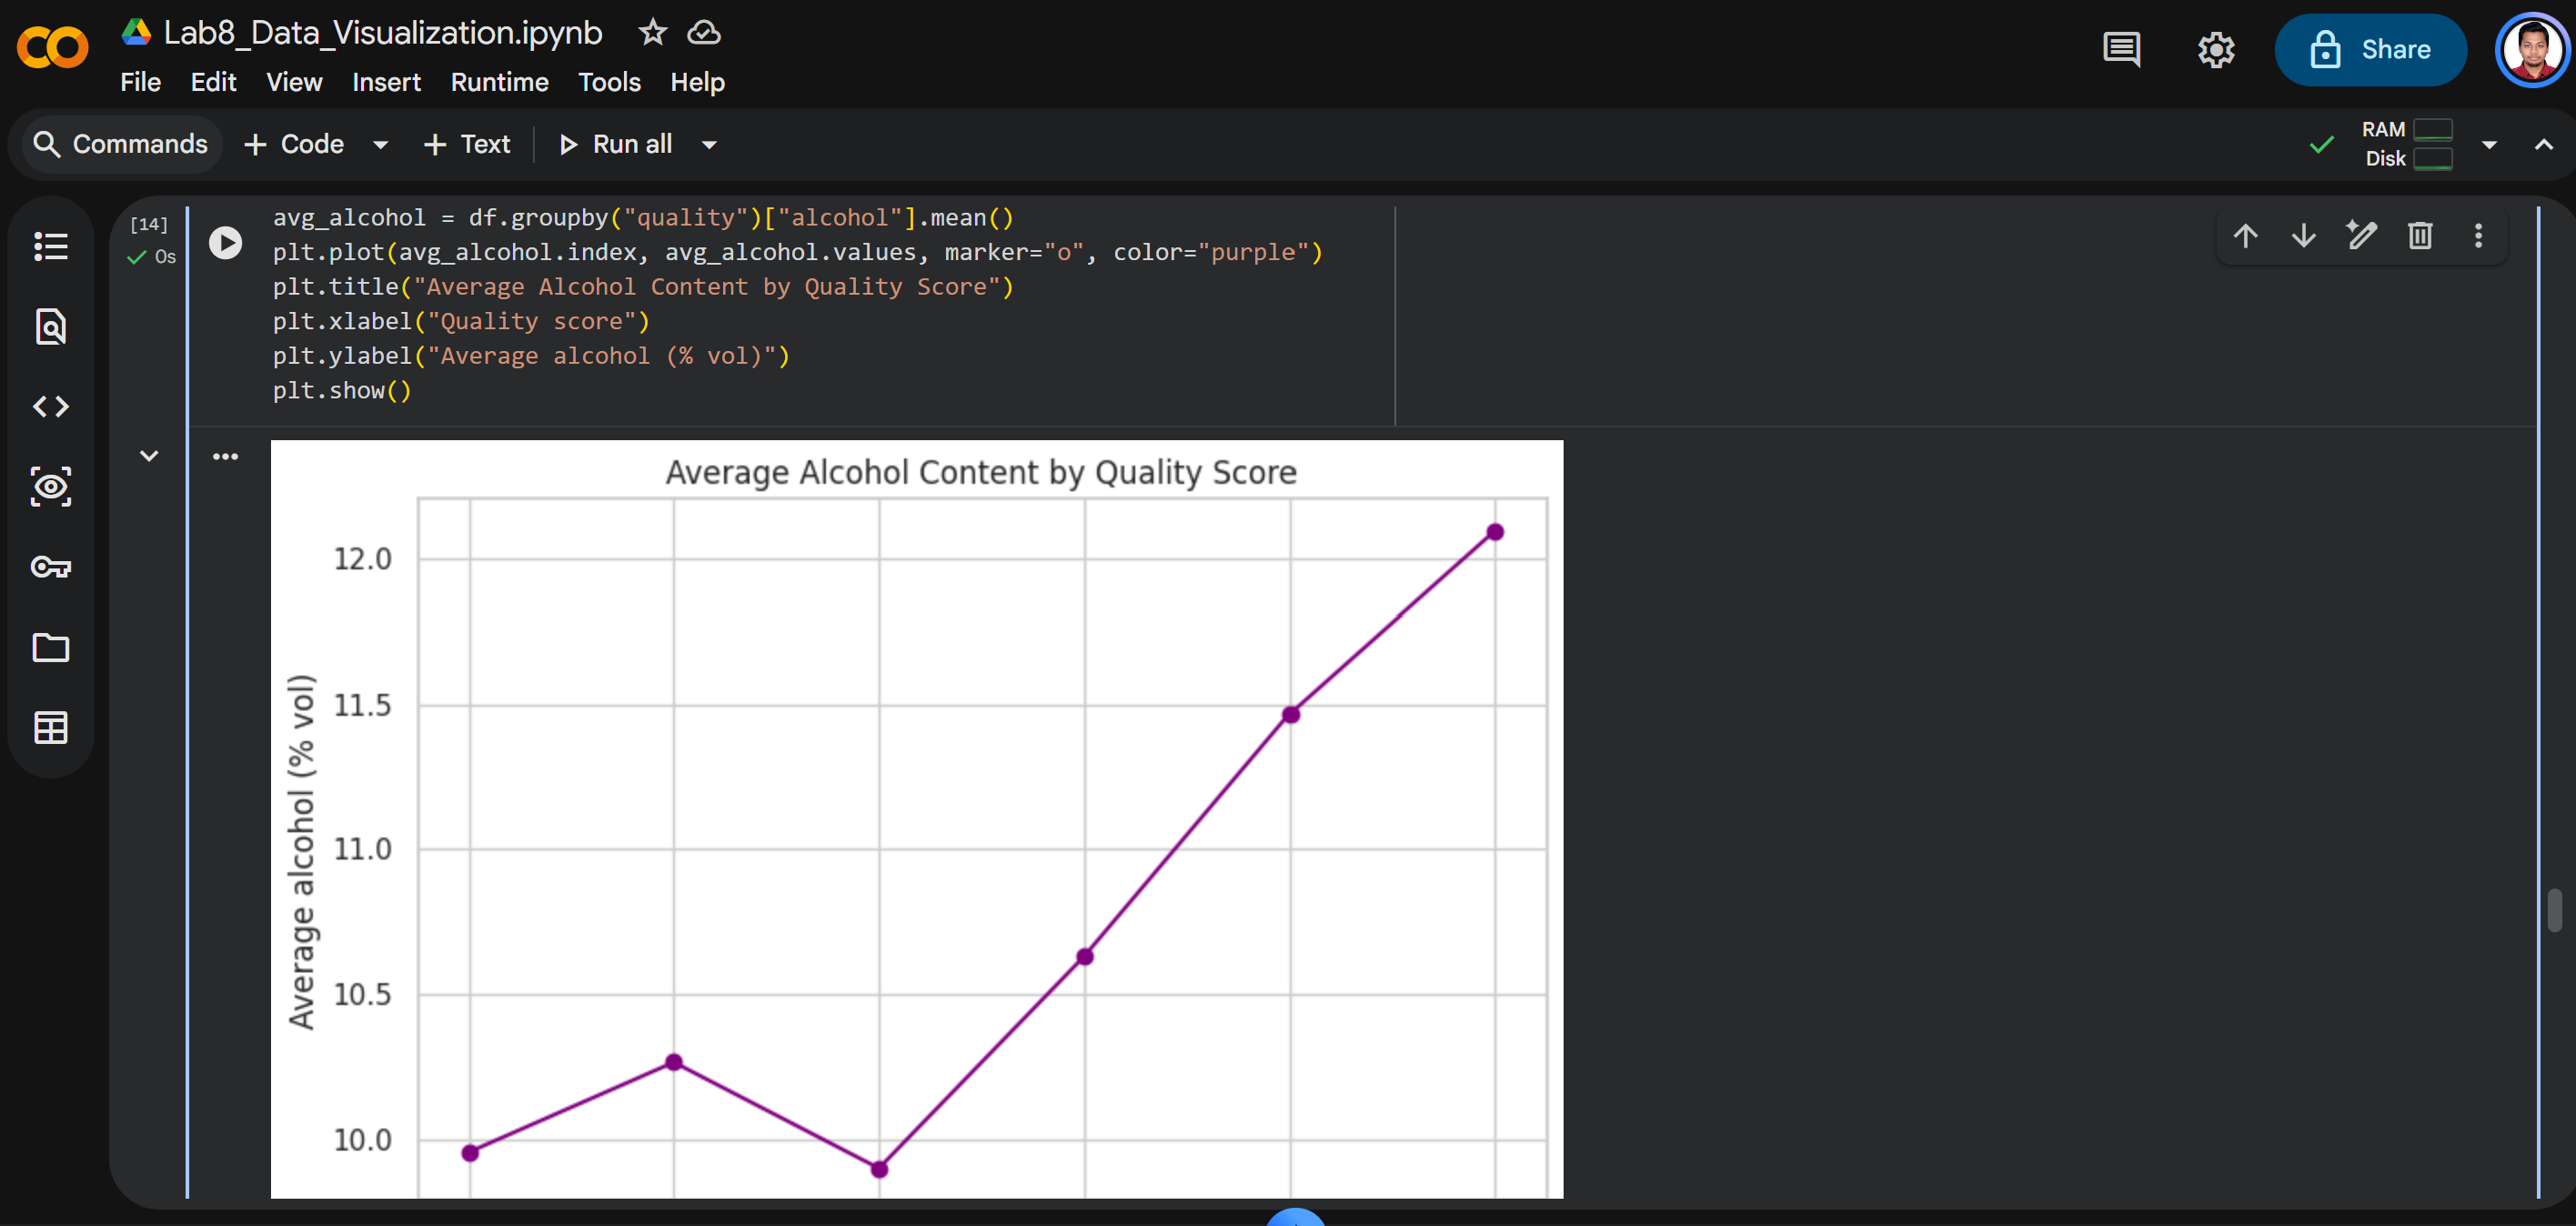 Lab8_Data_Visualization.ipynb
File Edit View Insert Runtime Tools Help
Share
Commands + Code + Text Run all
RAM
Disk
[14]
0s
avg_alcohol = df.groupby("quality")["alcohol"].mean()
plt.plot(avg_alcohol.index, avg_alcohol.values, marker="o", color="purple")
plt.title("Average Alcohol Content by Quality Score")
plt.xlabel("Quality score")
plt.ylabel("Average alcohol (% vol)")
plt.show()
Average Alcohol Content by Quality Score
Average alcohol (% vol)
12.0
11.5
11.0
10.5
10.0